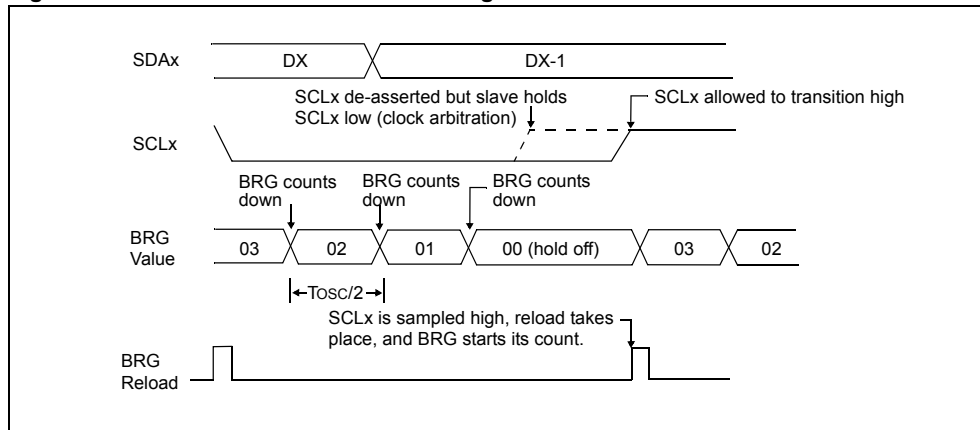 SDAx
DX
DX-1
SCLx de-asserted but slave holds
SCLx low (clock arbitration)
SCLx allowed to transition high
SCLx
BRG counts
down
BRG counts
down
BRG counts
down
BRG
Value
03
02
01
00 (hold off)
03
02
TOSC/2
SCLx is sampled high, reload takes
place, and BRG starts its count.
BRG
Reload